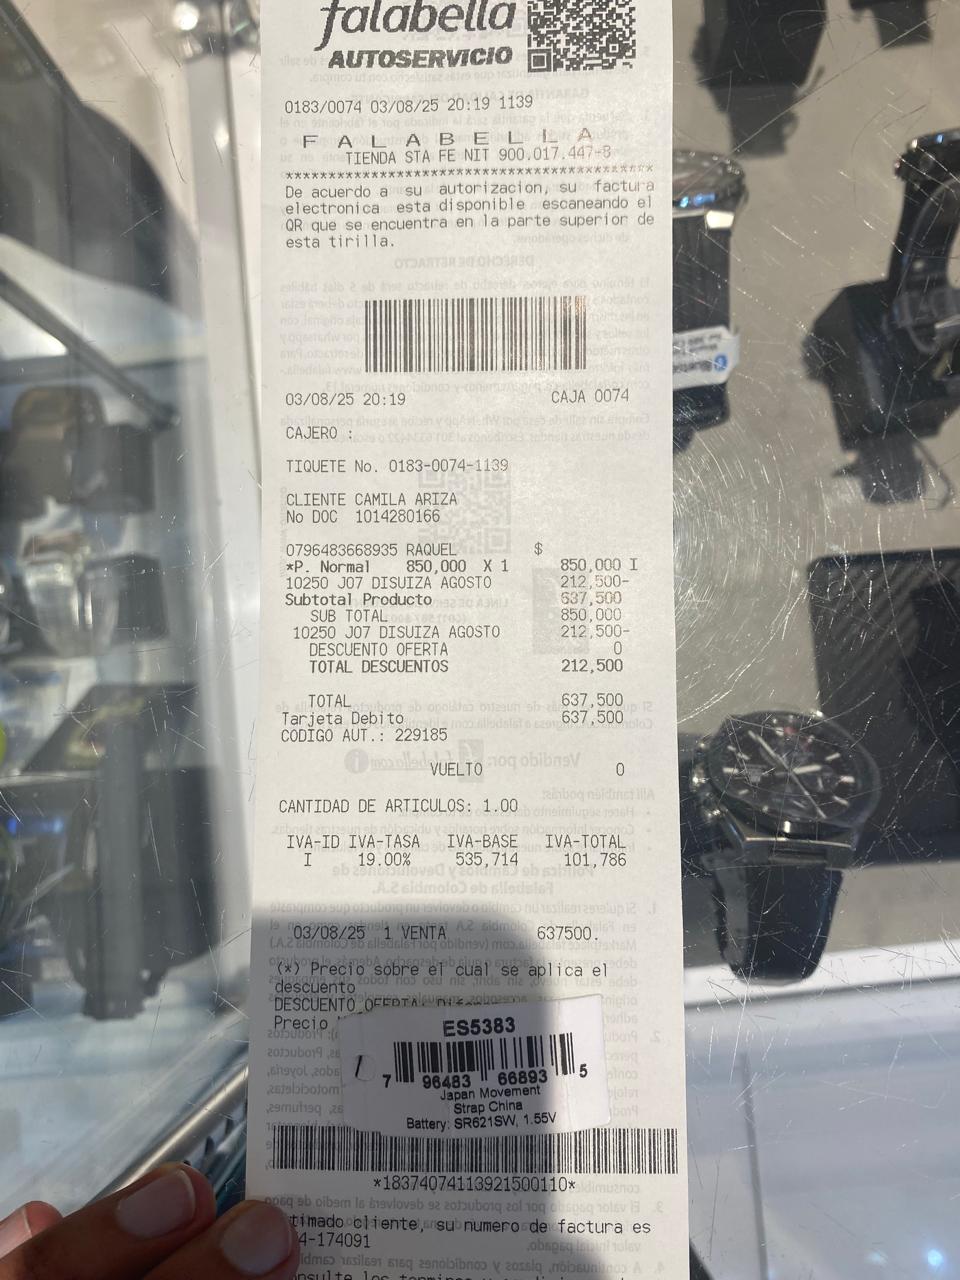 falabella
AUTOSERVICIO
0183/0074 03/08/25 20:19 1139
F A L A B E L L A
TIENDA STA FE NIT 900.017.447-8
De acuerdo a su autorizacion, su factura
electronica esta disponible escaneando el
QR que se encuentra en la parte superior de
esta tirilla.
03/08/25 20:19 CAJA 0074
CAJERO :
TIQUETE No. 0183-0074-1139
CLIENTE CAMILA ARIZA
No DOC 1014280166
0796483668935 RAQUEL $
*P. Normal 850,000 X 1 850,000 I
10250 J07 DISUIZA AGOSTO 212,500-
Subtotal Producto 637,500
SUB TOTAL 850,000
10250 J07 DISUIZA AGOSTO 212,500-
DESCUENTO OFERTA 0
TOTAL DESCUENTOS 212,500
TOTAL 637,500
Tarjeta Debito 637,500
CODIGO AUT.: 229185
VUELTO 0
CANTIDAD DE ARTICULOS: 1.00
IVA-ID IVA-TASA IVA-BASE IVA-TOTAL
I 19.00% 535,714 101,786
03/08/25 1 VENTA 637500.
(*) Precio sobre el cual se aplica el
descuento
DESCUENTO OFERTA:
Precio
ES5383
7 96483 66893 5
Japan Movement
Strap China
Battery: SR621SW, 1.55V
*18374074113921500110*
timado cliente, su numero de factura es
4-174091